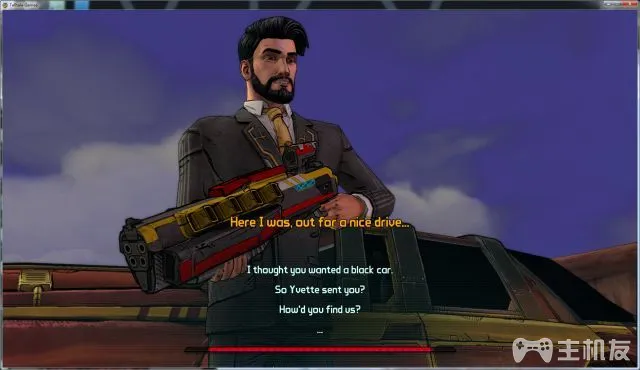 Telltale Games
Here I was, out for a nice drive...
I thought you wanted a black car.
So Yvette sent you?
How'd you find us?
...
主机友